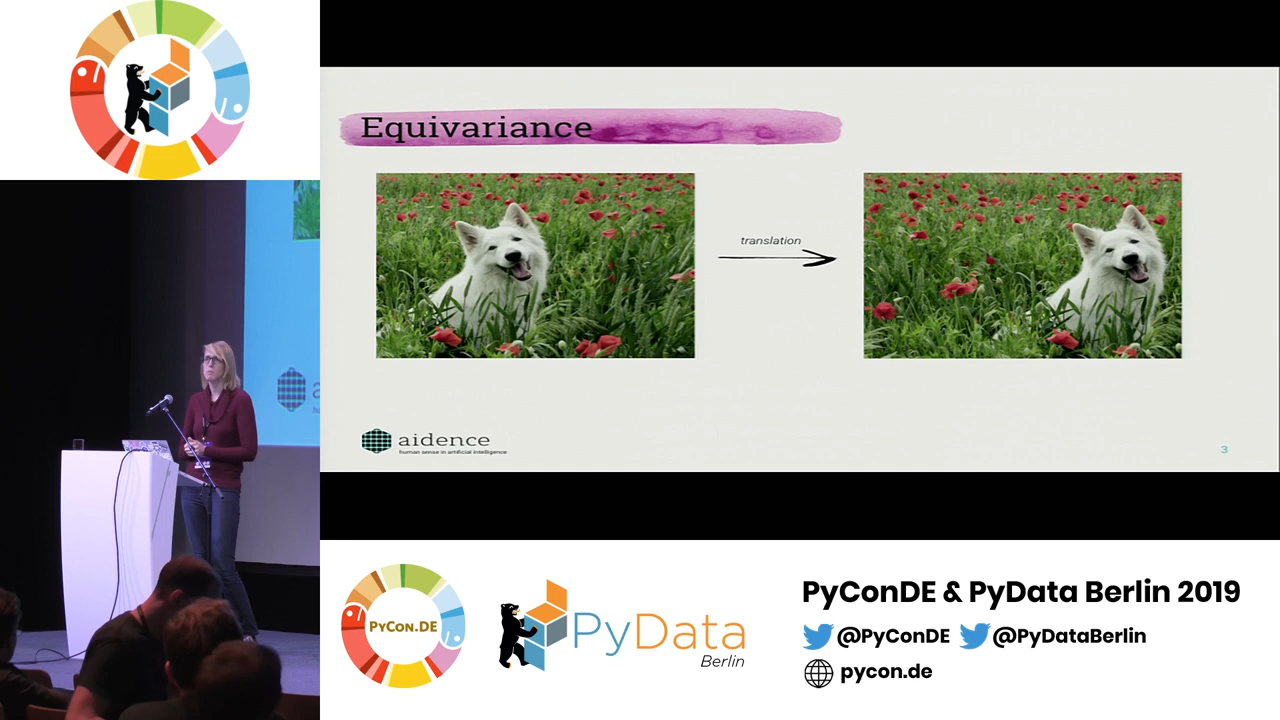 Equivariance
translation
aidence
human sense in artificial intelligence
3
PyCon.DE
PyData
Berlin
PyConDE & PyData Berlin 2019
@PyConDE @PyDataBerlin
pycon.de